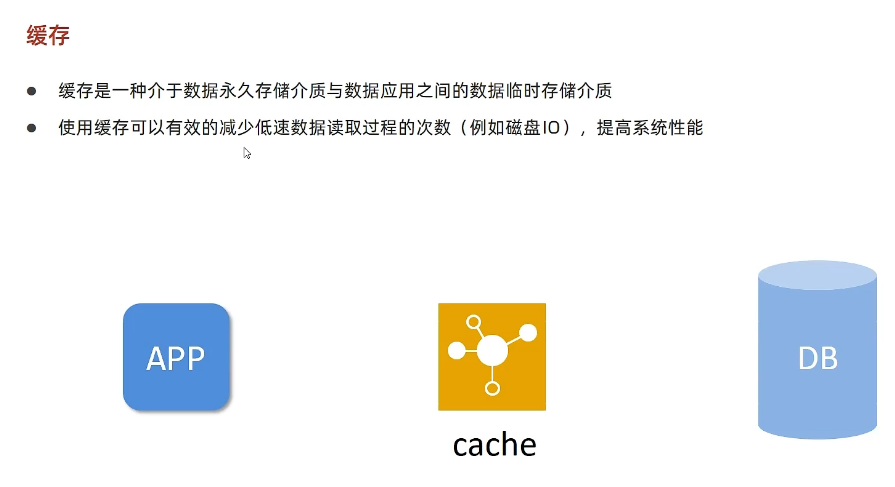 缓存
缓存是一种介于数据永久存储介质与数据应用之间的数据临时存储介质
使用缓存可以有效的减少低速数据读取过程的次数（例如磁盘IO），提高系统性能
APP
DB
cache